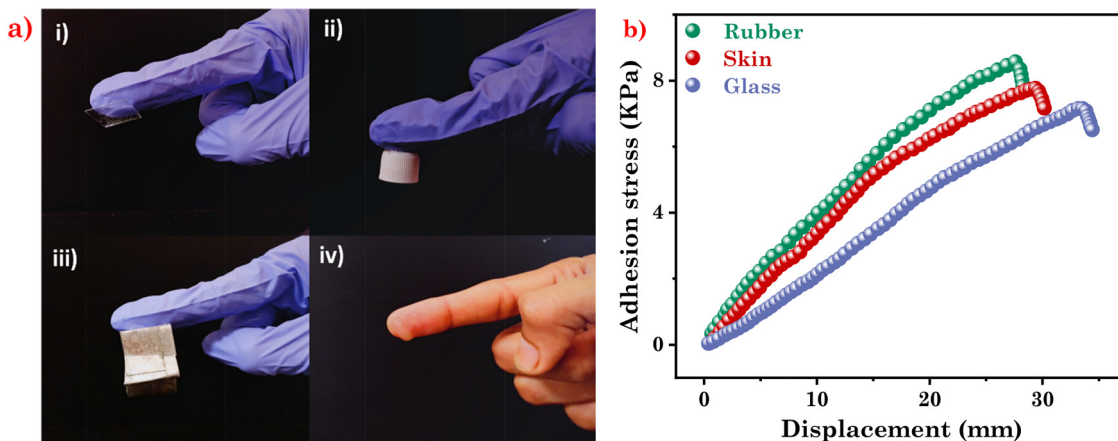 a)
i)
ii)
iii)
iv)
b)
Rubber
Skin
Glass
Adhesion stress (KPa)
8
4
0
0
10
20
30
Displacement (mm)